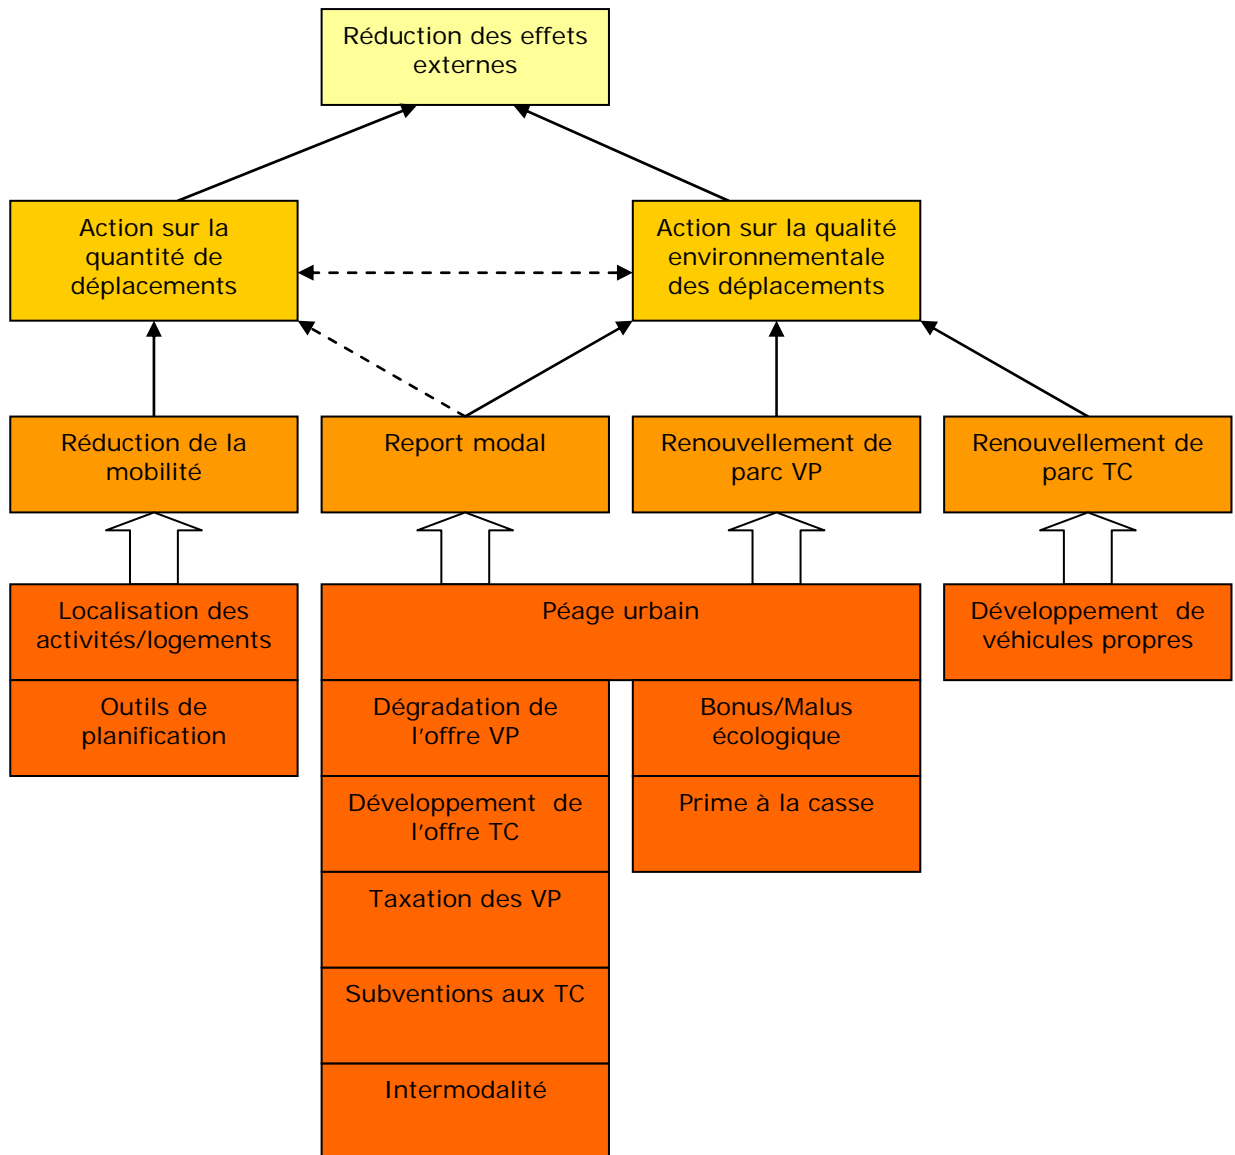 Réduction des effets
externes
Action sur la
quantité de
déplacements
Action sur la qualité
environnementale
des déplacements
Réduction de la
mobilité
Report modal
Renouvellement de
parc VP
Renouvellement de
parc TC
Localisation des
activités/logements
Outils de
planification
Péage urbain
Dégradation de
l’offre VP
Développement de
l’offre TC
Taxation des VP
Subventions aux TC
Intermodalité
Bonus/Malus
écologique
Prime à la casse
Développement de
véhicules propres